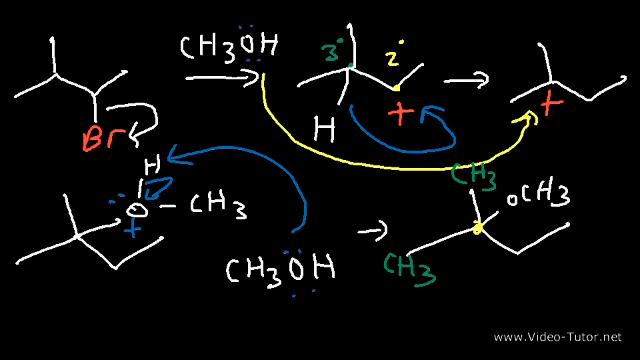 CH3OH
3° 2°
Br
H
+
+
H
O - CH3
+
CH3
OCH3
CH3OH
CH3
www.Video-Tutor.net